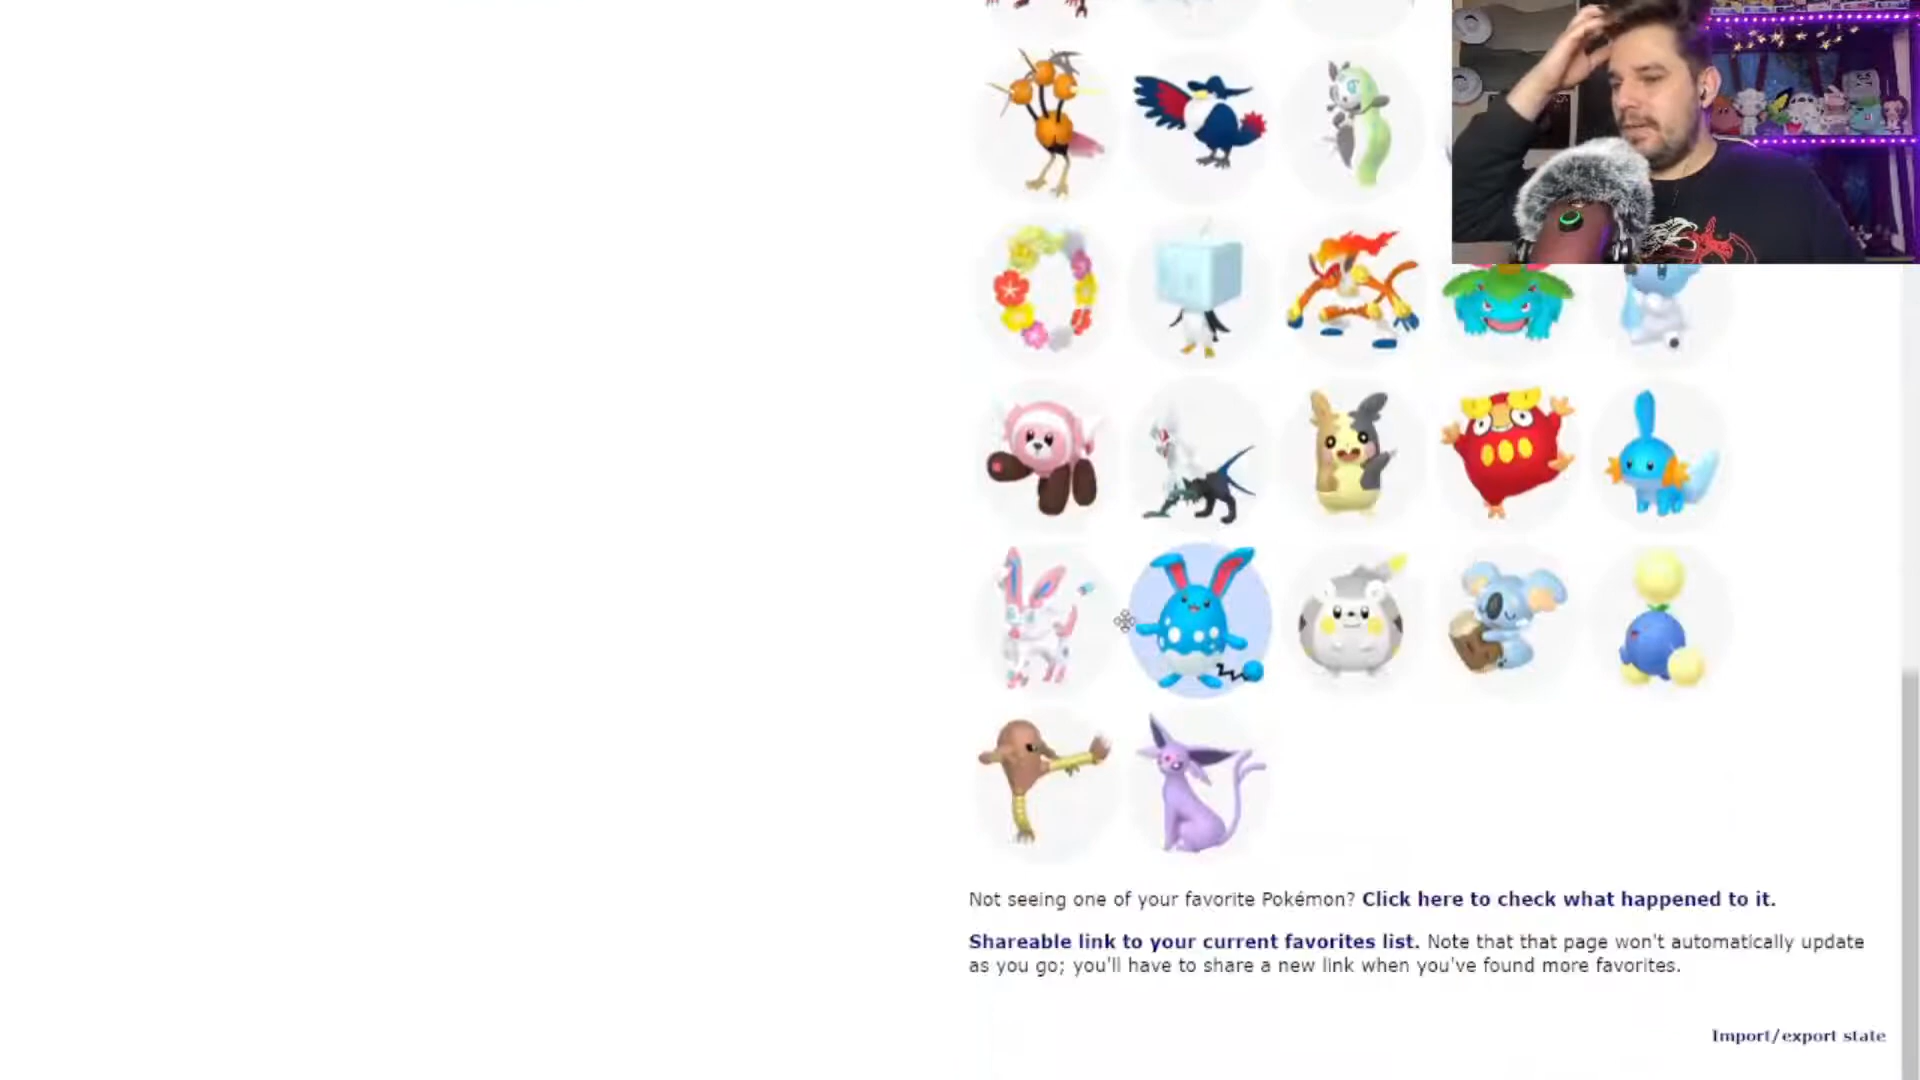 Not seeing one of your favorite Pokémon? Click here to check what happened to it.
Shareable link to your current favorites list. Note that that page won't automatically update
as you go; you'll have to share a new link when you've found more favorites.
Import/export state